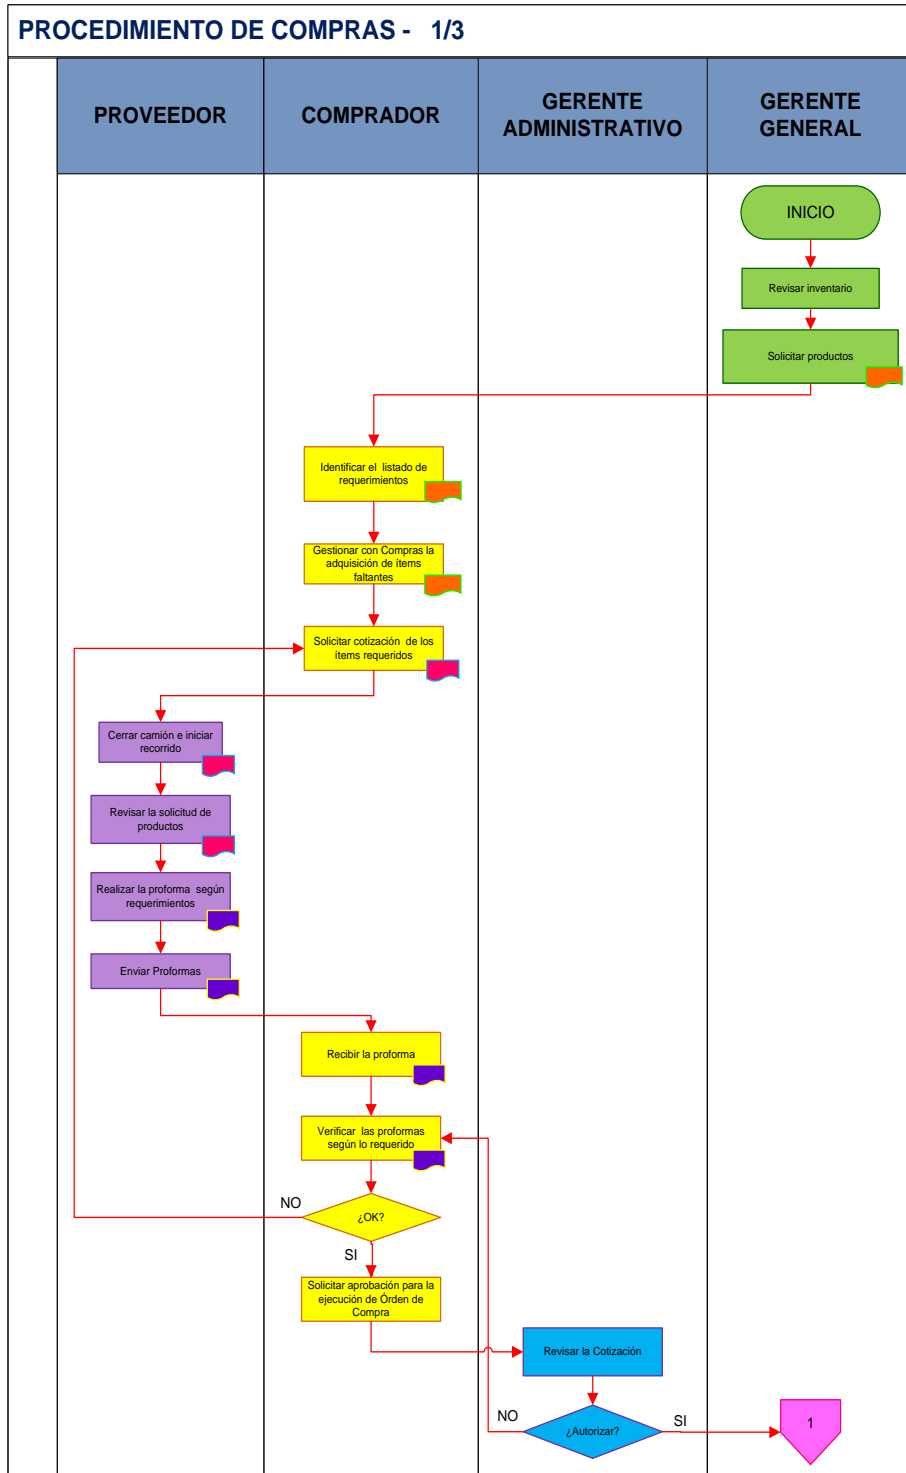 PROCEDIMIENTO DE COMPRAS - 1/3
PROVEEDOR
COMPRADOR
GERENTE
ADMINISTRATIVO
GERENTE
GENERAL
INICIO
Revisar inventario
Solicitar productos
Identificar el listado de
requerimientos
Gestionar con Compras la
adquisición de ítems
faltantes
Solicitar cotización de los
ítems requeridos
Cerrar camión e iniciar
recorrido
Revisar la solicitud de
productos
Realizar la proforma según
requerimientos
Enviar Proformas
Recibir la proforma
Verificar las proformas
según lo requerido
NO
¿OK?
SI
Solicitar aprobación para la
ejecución de Órden de
Compra
Revisar la Cotización
NO
¿Autorizar?
SI
1